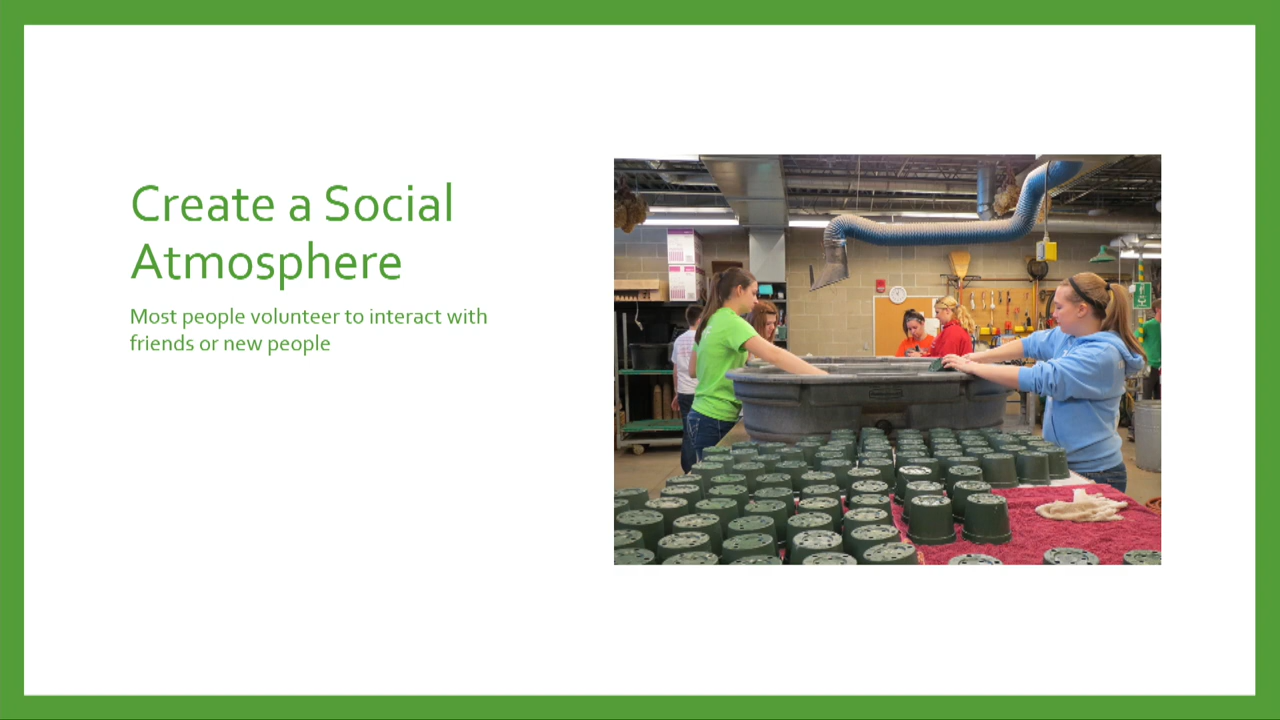 Create a Social
Atmosphere
Most people volunteer to interact with
friends or new people